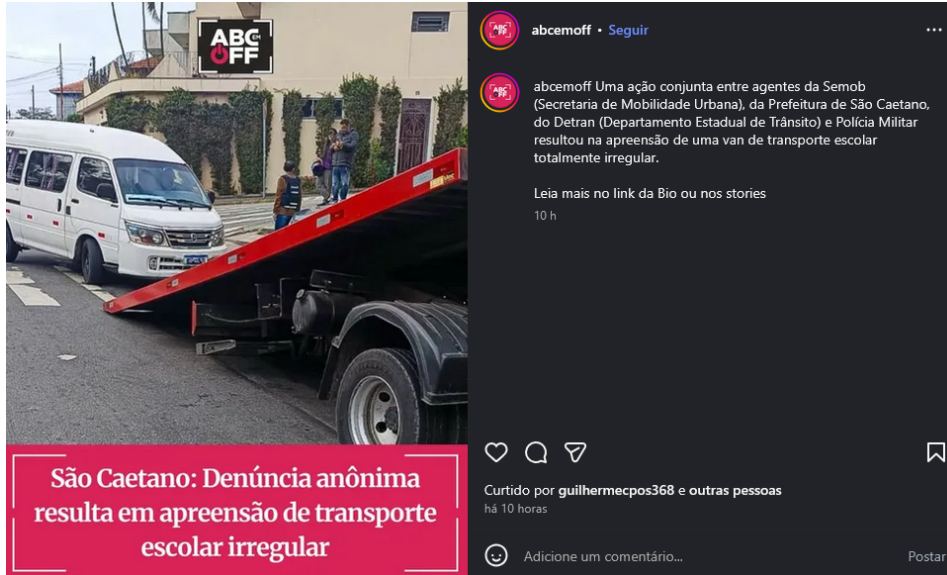 ABC EM
OFF
São Caetano: Denúncia anônima
resulta em apreensão de transporte
escolar irregular
abcemoff • Seguir
abcemoff Uma ação conjunta entre agentes da Semob
(Secretaria de Mobilidade Urbana), da Prefeitura de São Caetano,
do Detran (Departamento Estadual de Trânsito) e Polícia Militar
resultou na apreensão de uma van de transporte escolar
totalmente irregular.
Leia mais no link da Bio ou nos stories
10 h
Curtido por guilhermecpos368 e outras pessoas
há 10 horas
Adicione um comentário...
Postar